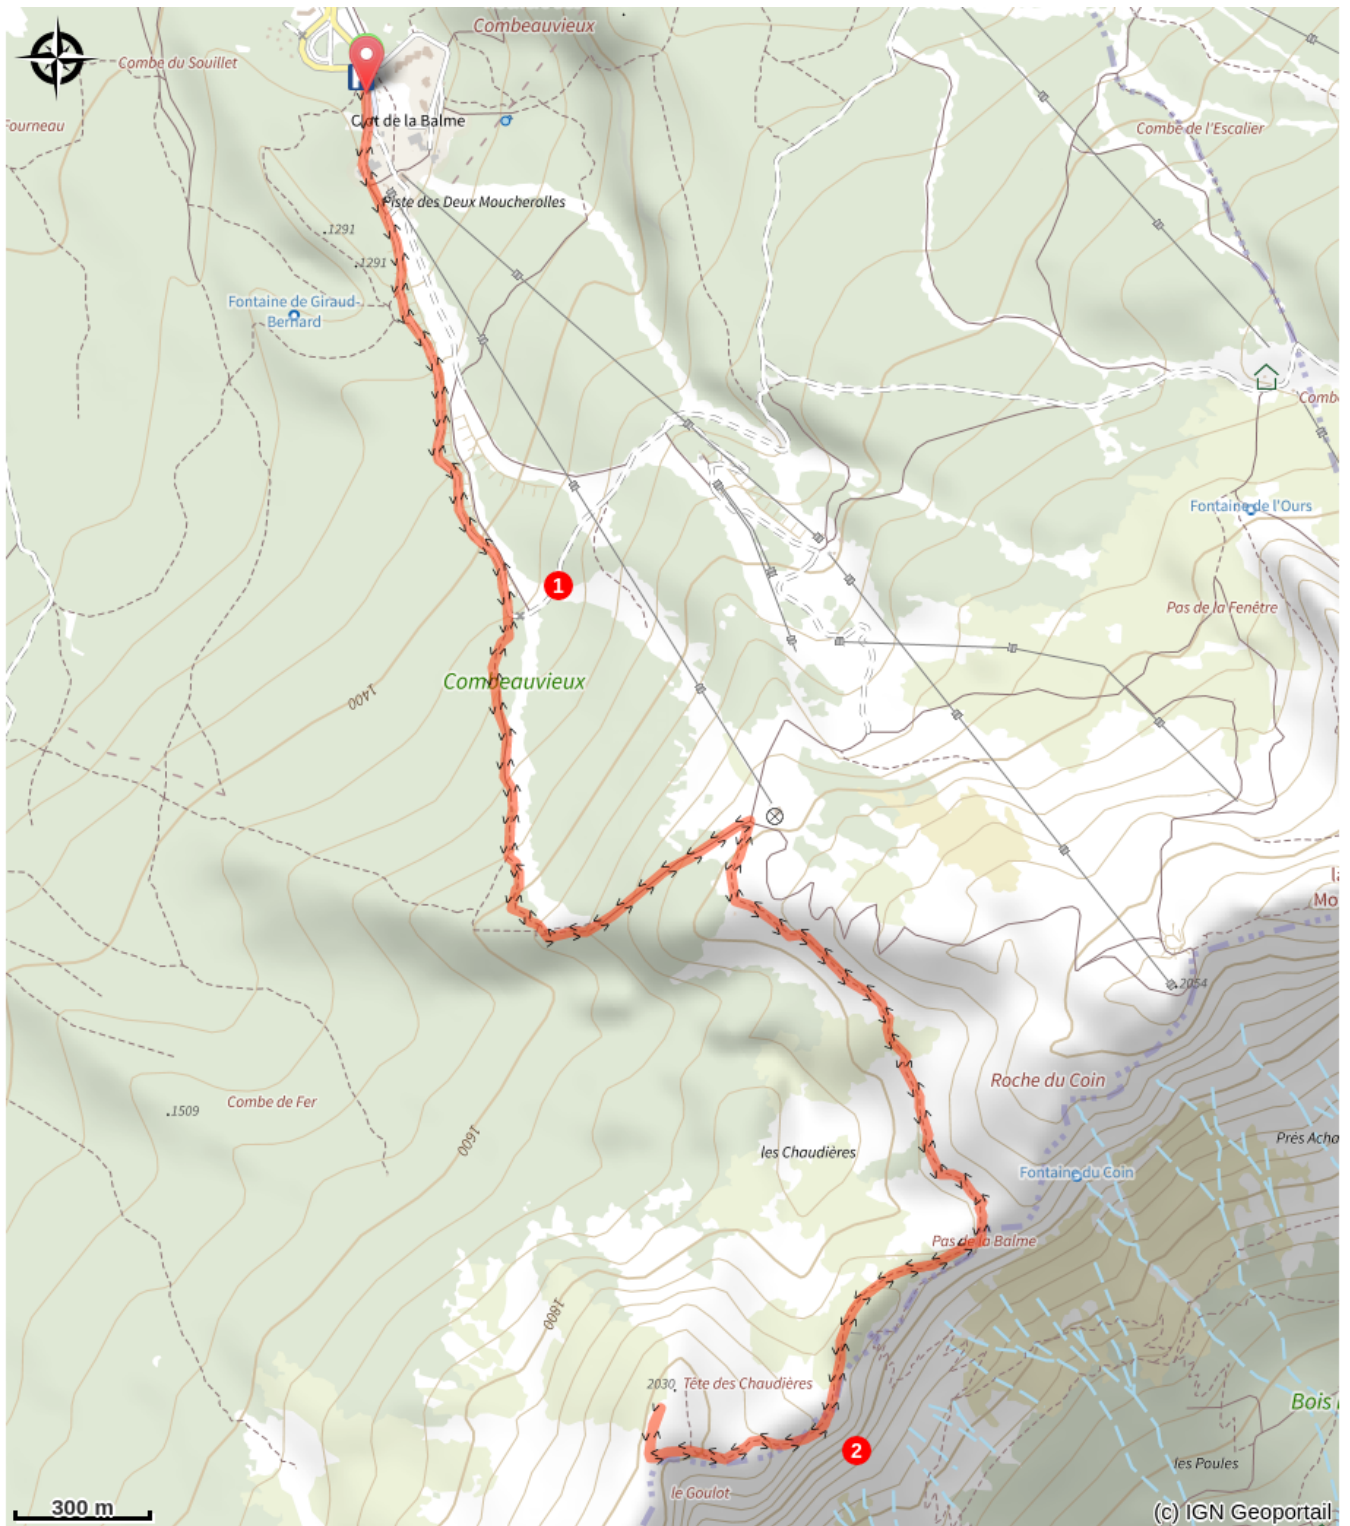 Combeauvieux
Combe du Souillet
Fourneau
Combe de l'Escalier
de la Balme
Piste des Deux Moucherolles
.1291
.1291
Fontaine de Giraud-
Bernard
Fontaine de l'Ours
1
Pas de la Fenêtre
Combeauvieux
1400
2054
Roche du Coin
Combe de Fer
.1509
1600
les Chaudières
Près
Fontaine du Coin
Pas de la Balme
1800
2030
Tête des Chaudières
Bois
2
les Poules
le Goulot
300 m
(c) IGN Geoportail